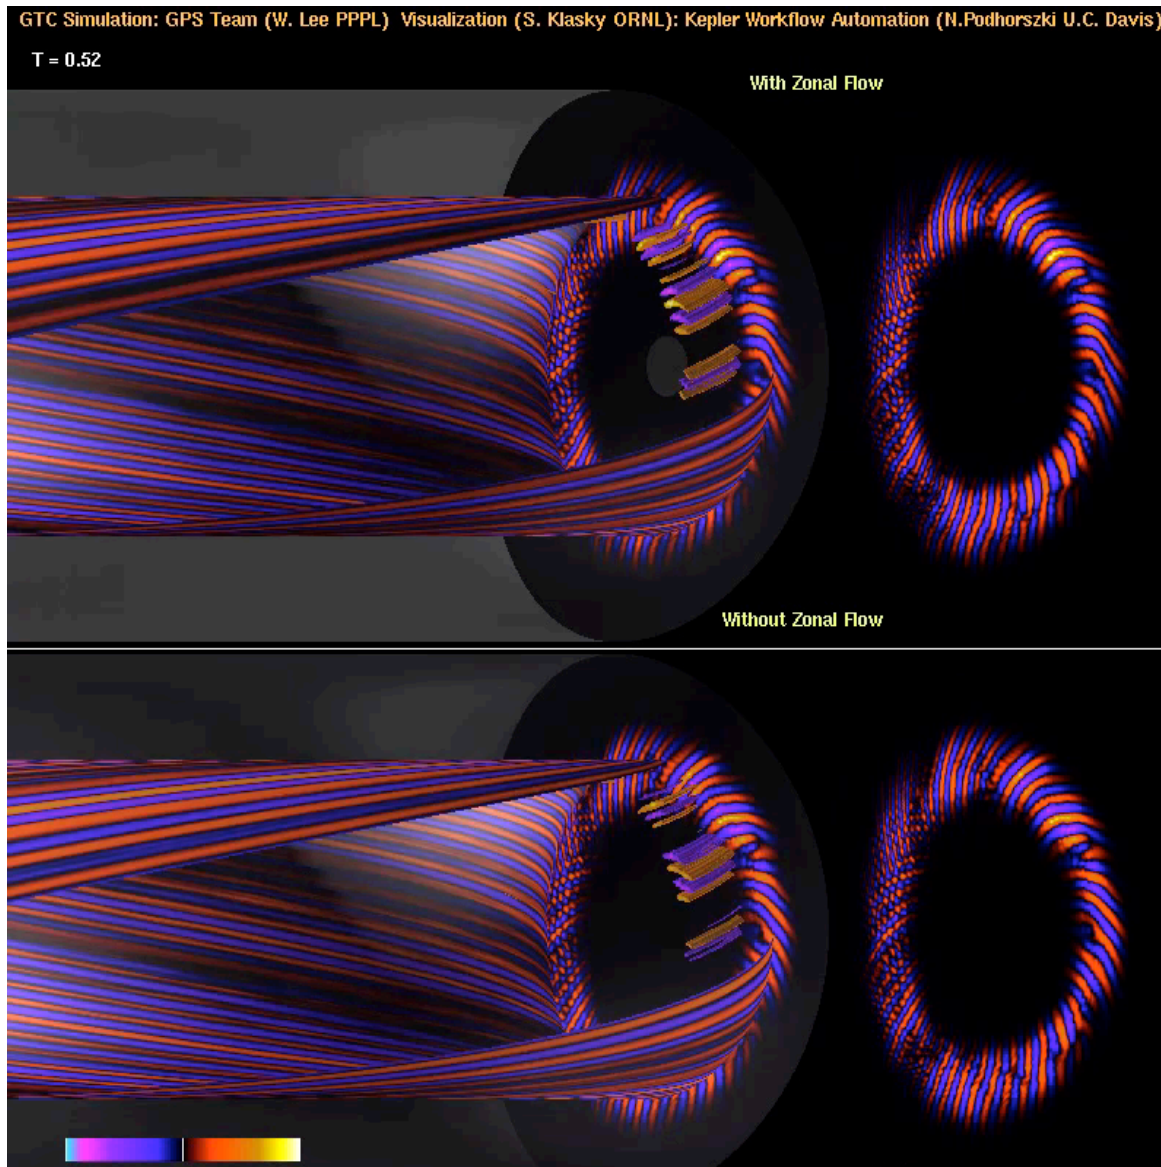 GTC Simulation: GPS Team (W. Lee PPPL) Visualization (S. Klasky ORNL): Kepler Workflow Automation (N.Podhorszki U.C. Davis)
T = 0.52
With Zonal Flow
Without Zonal Flow